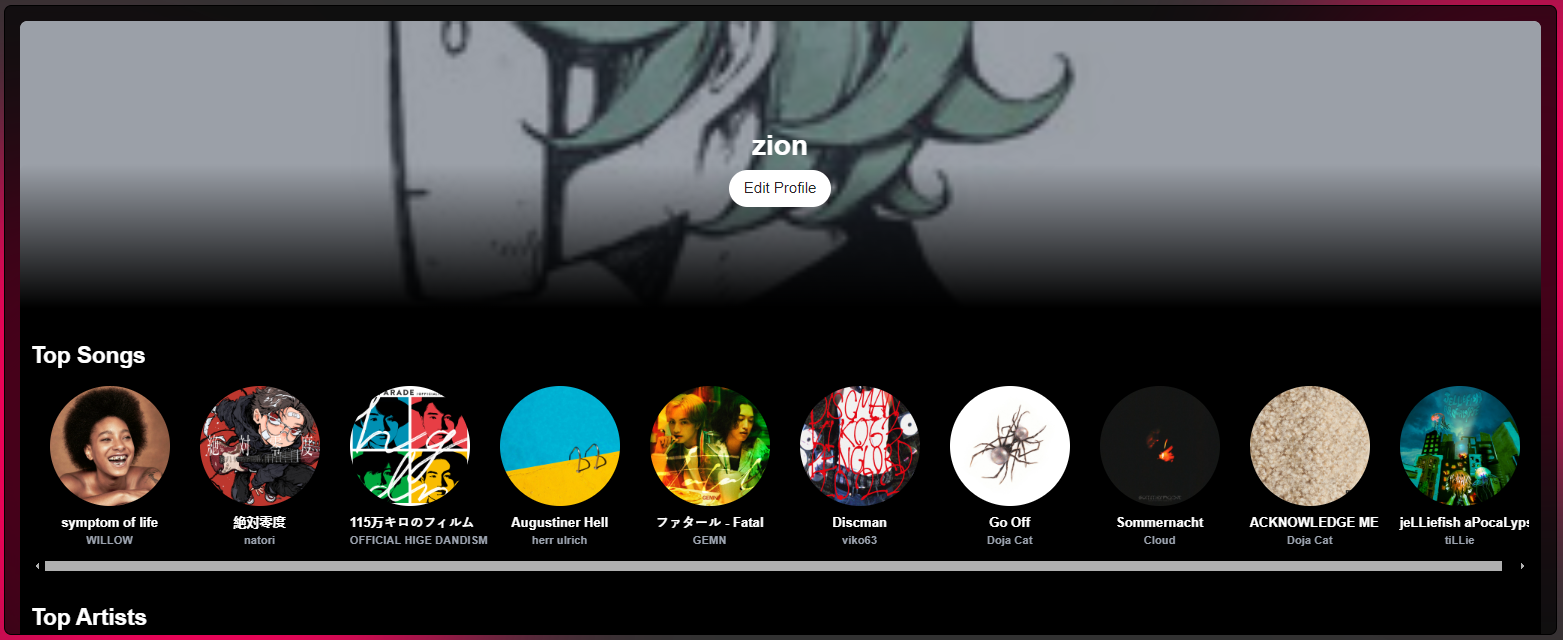 zion
Edit Profile
Top Songs
symptom of life
WILLOW
絶対零度
natori
115万キロのフィルム
OFFICIAL HIGE DANDISM
Augustiner Hell
herr ulrich
ファタール - Fatal
GEMN
Discman
viko63
Go Off
Doja Cat
Sommernacht
Cloud
ACKNOWLEDGE ME
Doja Cat
jeLLiefish aPocaLyps
tiLLie
Top Artists